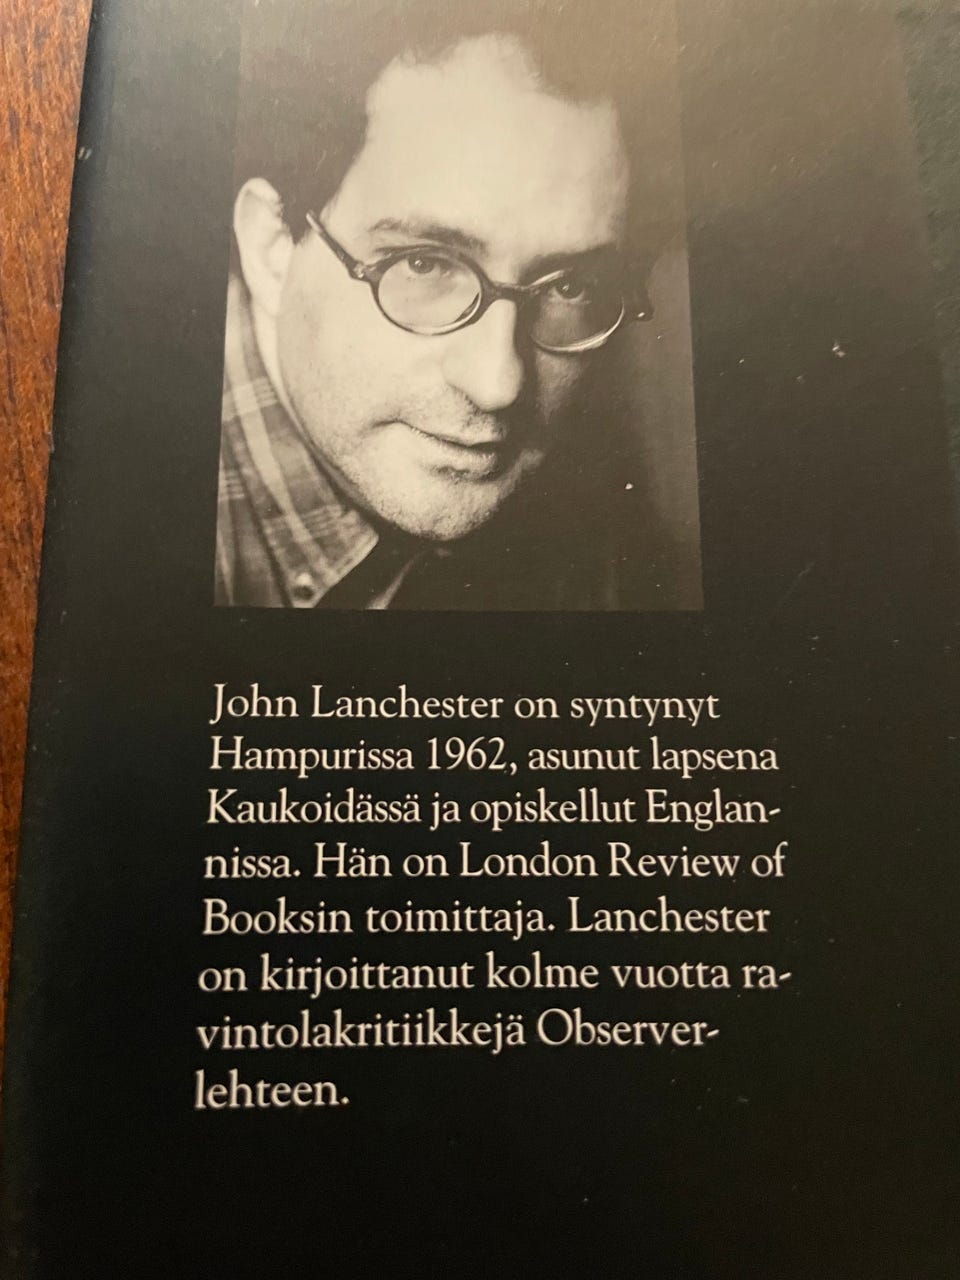 John Lanchester on syntynyt
Hampurissa 1962, asunut lapsena
Kaukoidässä ja opiskellut Englan-
nissa. Hän on London Review of
Booksin toimittaja. Lanchester
on kirjoittanut kolme vuotta ra-
vintolakritiikkejä Observer-
lehteen.